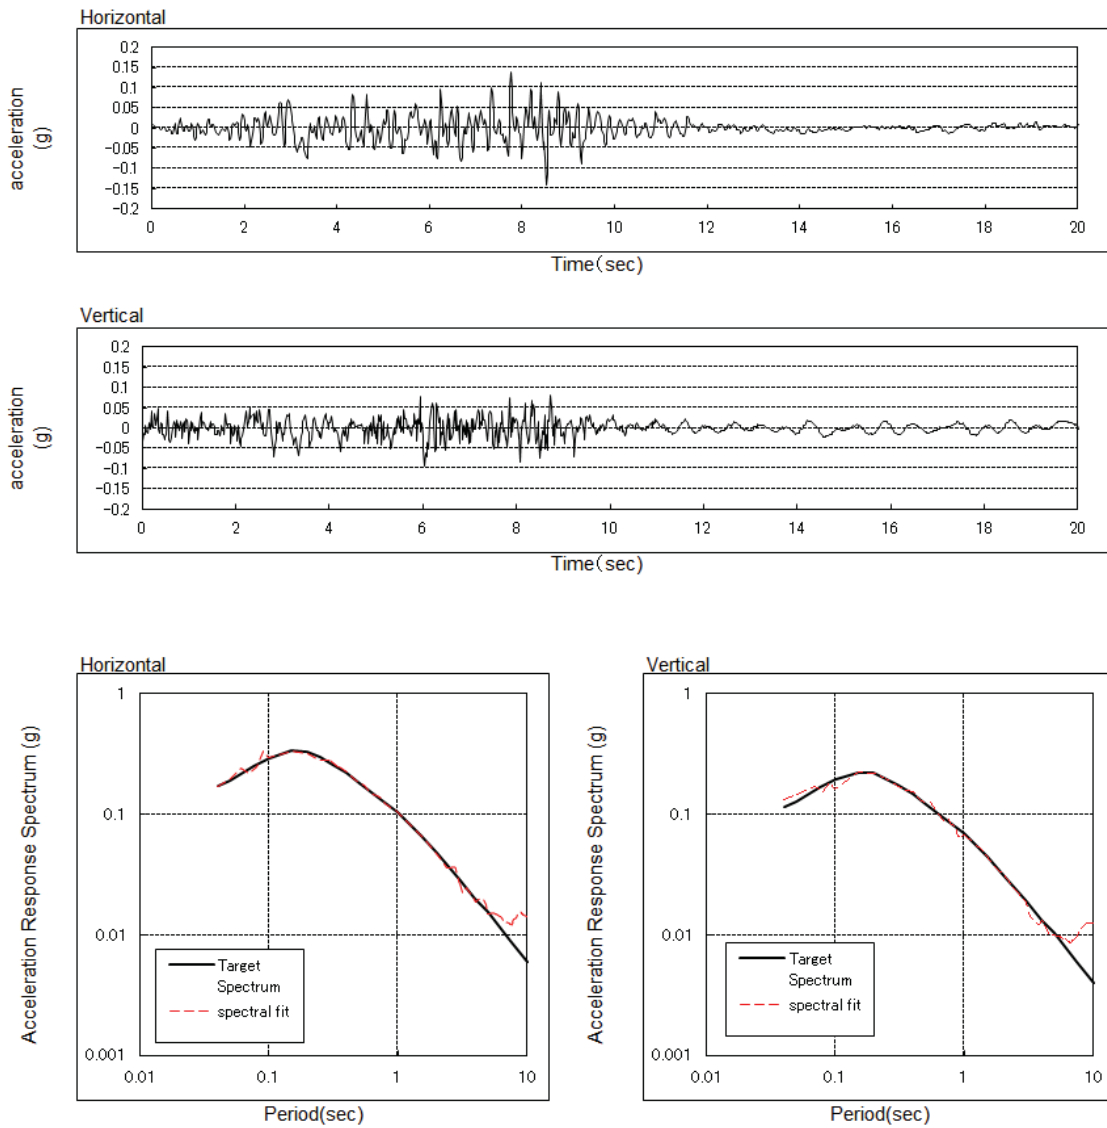 Horizontal
acceleration
(g)
0.2
0.15
0.1
0.05
0
-0.05
-0.1
-0.15
-0.2
0 2 4 6 8 10 12 14 16 18 20
Time(sec)
Vertical
acceleration
(g)
0.2
0.15
0.1
0.05
0
-0.05
-0.1
-0.15
-0.2
0 2 4 6 8 10 12 14 16 18 20
Time(sec)
Horizontal
Acceleration Response Spectrum (g)
1
0.1
0.01
0.001
Target
Spectrum
spectral fit
0.01 0.1 1 10
Period(sec)
Vertical
Acceleration Response Spectrum (g)
1
0.1
0.01
0.001
Target
Spectrum
spectral fit
0.01 0.1 1 10
Period(sec)